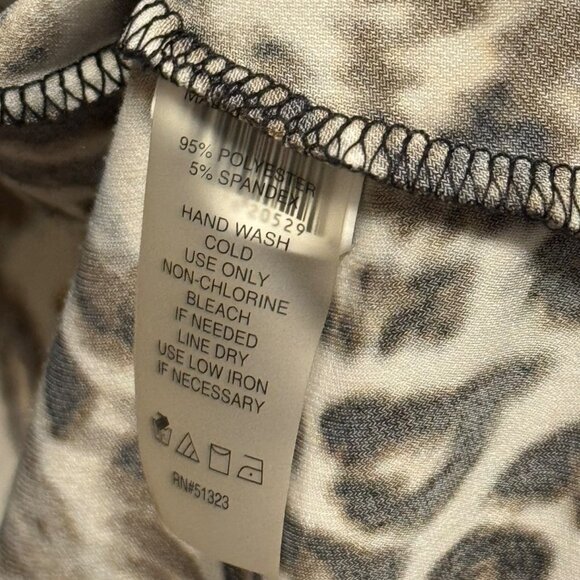 95% POLYESTER
5% SPANDEX
20529
HAND WASH
COLD
USE ONLY
NON-CHLORINE
BLEACH
IF NEEDED
LINE DRY
USE LOW IRON
IF NECESSARY
RN#51323